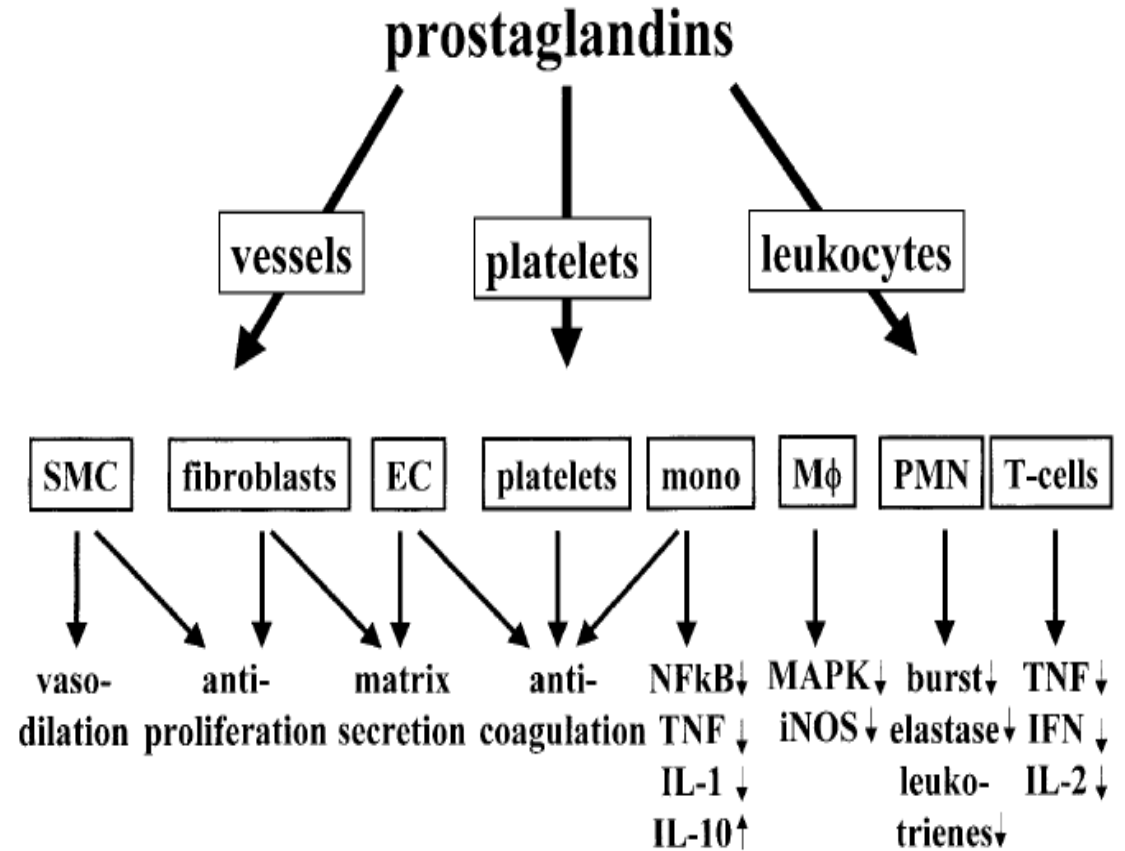 prostaglandins
vessels platelets leukocytes
SMC fibroblasts EC platelets mono Mϕ PMN T-cells
vaso- anti- matrix anti- NFkB↓ MAPK↓ burst↓ TNF↓
dilation proliferation secretion coagulation TNF↓ iNOS↓ elastase↓ IFN↓
IL-1↓ leuko- IL-2↓
IL-10↑ trienes↓